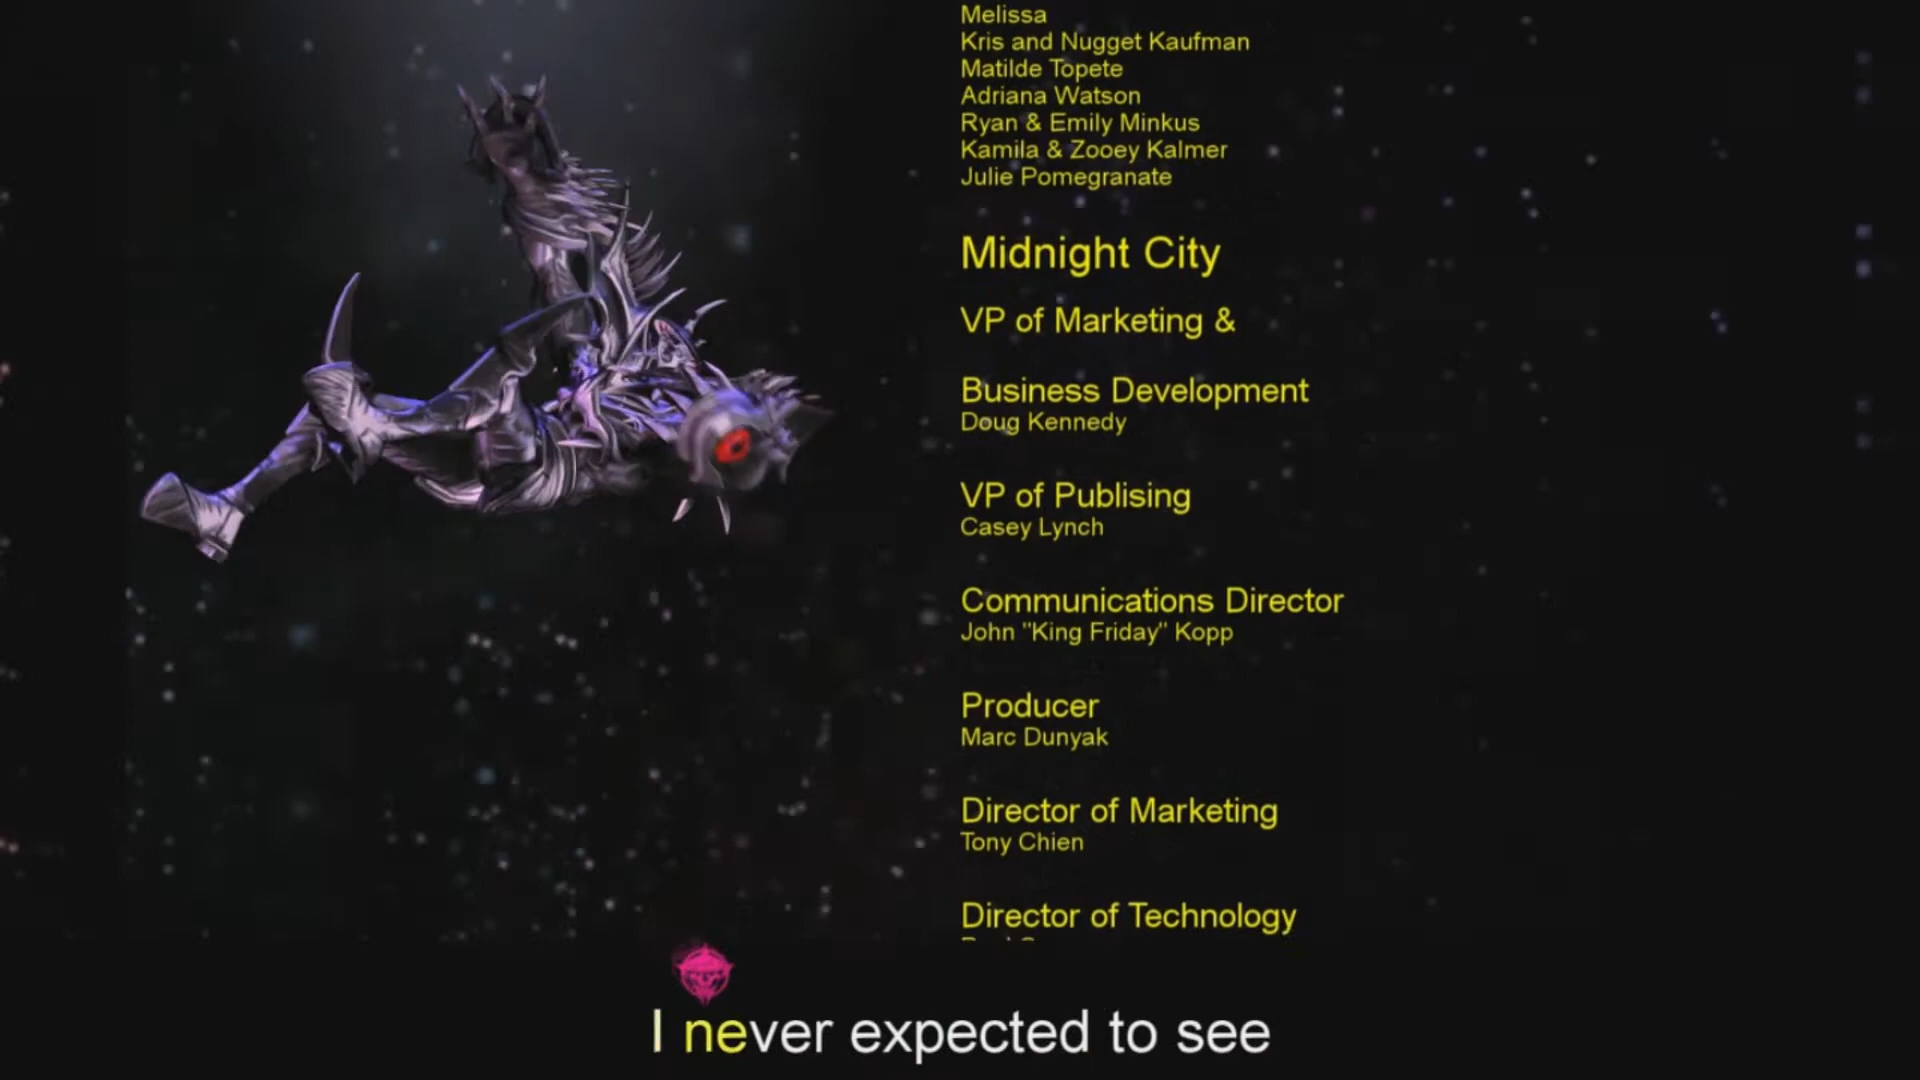 Melissa
Kris and Nugget Kaufman
Matilde Topete
Adriana Watson
Ryan & Emily Minkus
Kamila & Zooey Kalmer
Julie Pomegranate
Midnight City
VP of Marketing &
Business Development
Doug Kennedy
VP of Publising
Casey Lynch
Communications Director
John "King Friday" Kopp
Producer
Marc Dunyak
Director of Marketing
Tony Chien
Director of Technology
I never expected to see